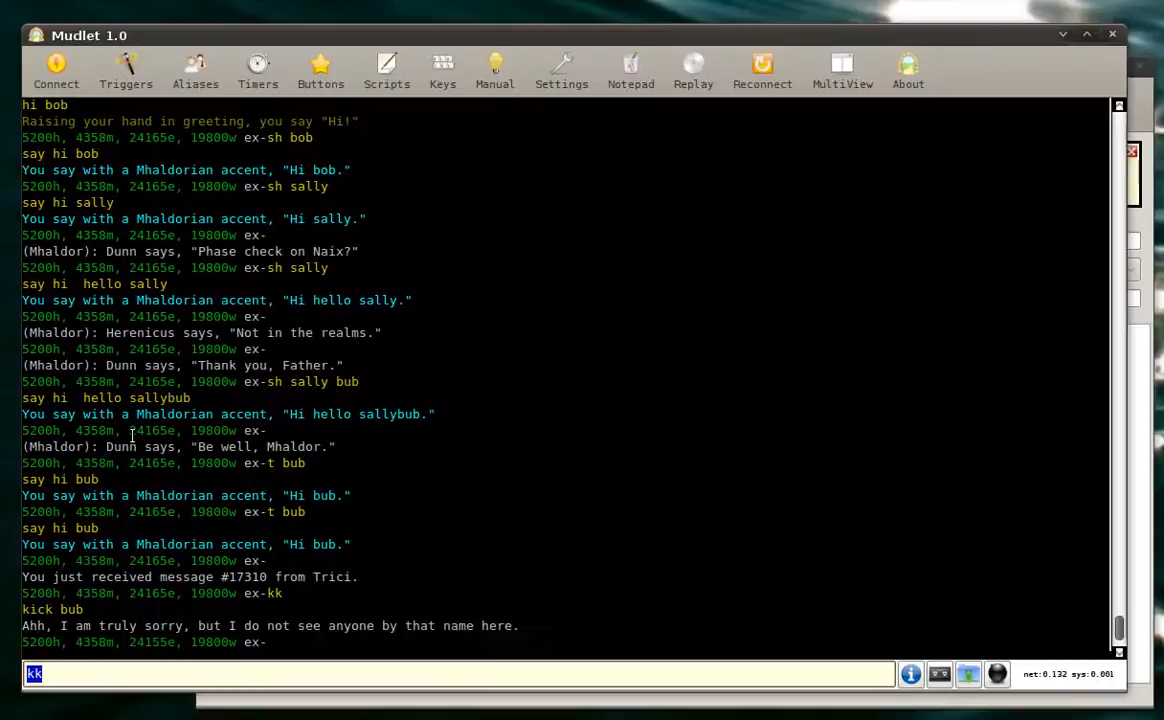 Mudlet 1.0
Connect Triggers Aliases Timers Buttons Scripts Keys Manual Settings Notepad Replay Reconnect MultiView About
hi bob
Raising your hand in greeting, you say "Hi!"
5200h, 4358m, 24165e, 19800w ex-sh bob
say hi bob
You say with a Mhaldorian accent, "Hi bob."
5200h, 4358m, 24165e, 19800w ex-sh sally
say hi sally
You say with a Mhaldorian accent, "Hi sally."
5200h, 4358m, 24165e, 19800w ex-
(Mhaldor): Dunn says, "Phase check on Naix?"
5200h, 4358m, 24165e, 19800w ex-sh sally
say hi  hello sally
You say with a Mhaldorian accent, "Hi hello sally."
5200h, 4358m, 24165e, 19800w ex-
(Mhaldor): Herenicus says, "Not in the realms."
5200h, 4358m, 24165e, 19800w ex-
(Mhaldor): Dunn says, "Thank you, Father."
5200h, 4358m, 24165e, 19800w ex-sh sally bub
say hi  hello sallybub
You say with a Mhaldorian accent, "Hi hello sallybub."
5200h, 4358m, 24165e, 19800w ex-
(Mhaldor): Dunn says, "Be well, Mhaldor."
5200h, 4358m, 24165e, 19800w ex-t bub
say hi bub
You say with a Mhaldorian accent, "Hi bub."
5200h, 4358m, 24165e, 19800w ex-t bub
say hi bub
You say with a Mhaldorian accent, "Hi bub."
5200h, 4358m, 24165e, 19800w ex-
You just received message #17310 from Trici.
5200h, 4358m, 24165e, 19800w ex-kk
kick bub
Ahh, I am truly sorry, but I do not see anyone by that name here.
5200h, 4358m, 24155e, 19800w ex-
kk
net:0.132 sys:0.001